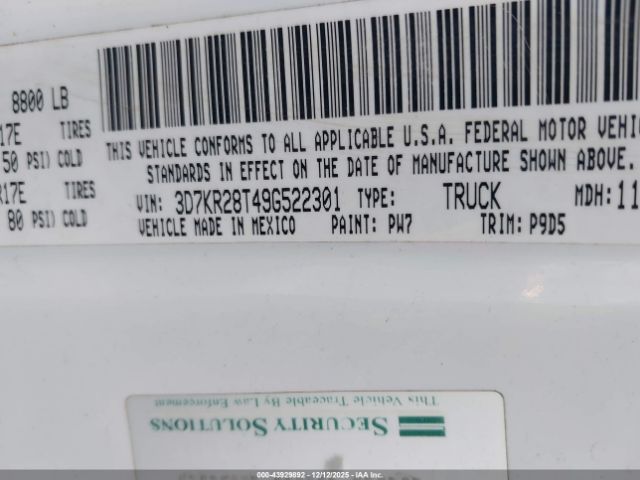 8800 LB
17E TIRES
50 PSI) COLD
R17E TIRES
80 PSI) COLD
THIS VEHICLE CONFORMS TO ALL APPLICABLE U.S.A. FEDERAL MOTOR VEHIC
STANDARDS IN EFFECT ON THE DATE OF MANUFACTURE SHOWN ABOVE.
VIN: 3D7KR28T49G522301 TYPE: TRUCK MDH: 11
VEHICLE MADE IN MEXICO PAINT: PW7 TRIM: P9D5
This Vehicle Traceable By Law
Enforcement
SECURITY
SOLUTIONS
000-43929892 - 12/12/2025 - 23992